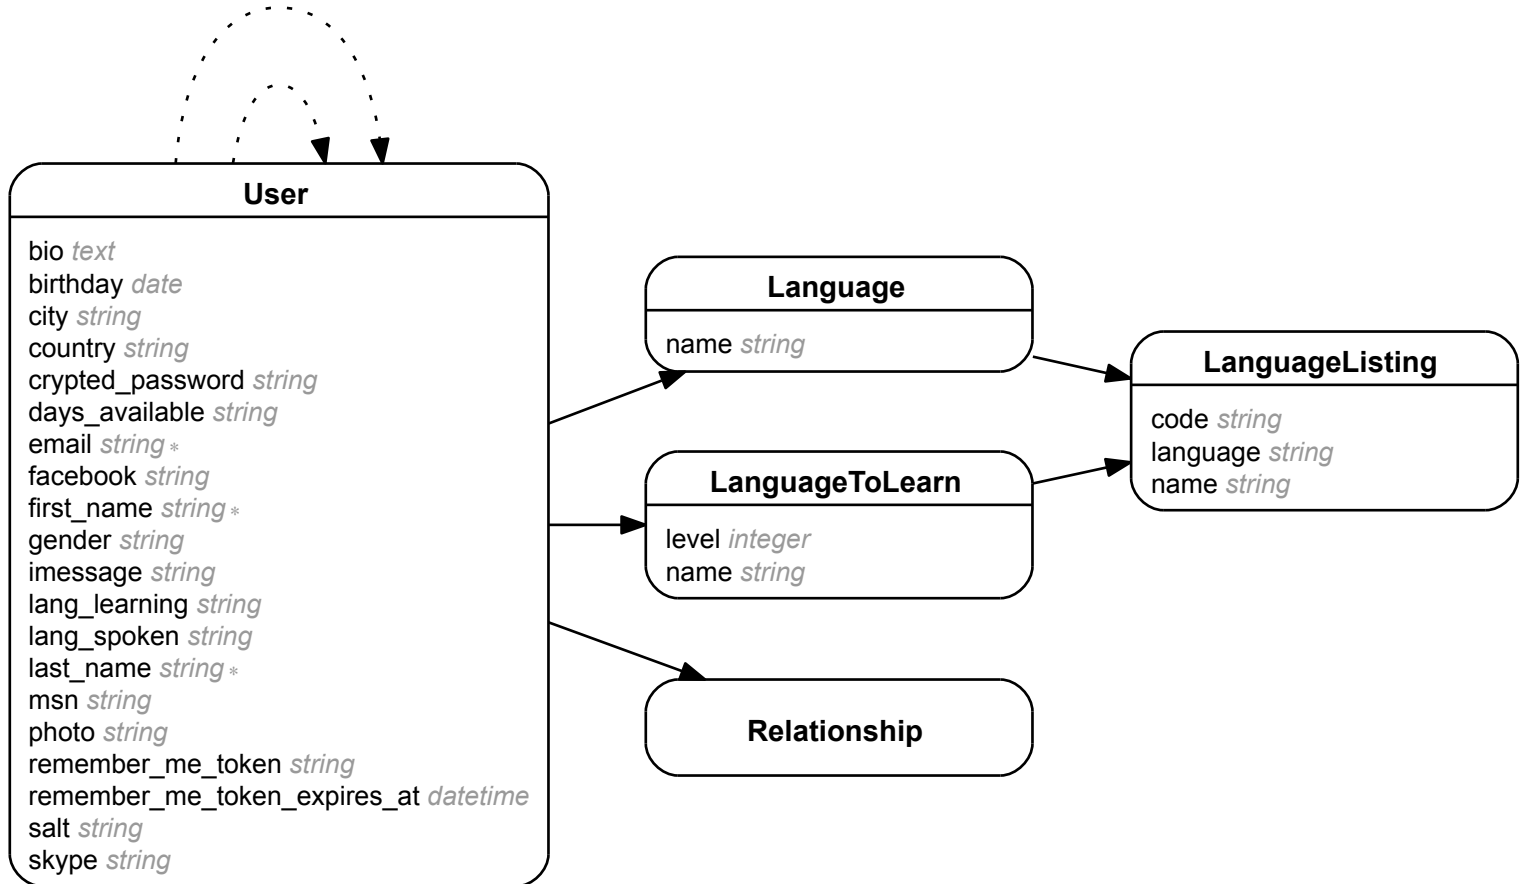 User
bio text
birthday date
city string
country string
crypted_password string
days_available string
email string *
facebook string
first_name string *
gender string
imessage string
lang_learning string
lang_spoken string
last_name string *
msn string
photo string
remember_me_token string
remember_me_token_expires_at datetime
salt string
skype string
Language
name string
LanguageToLearn
level integer
name string
Relationship
LanguageListing
code string
language string
name string